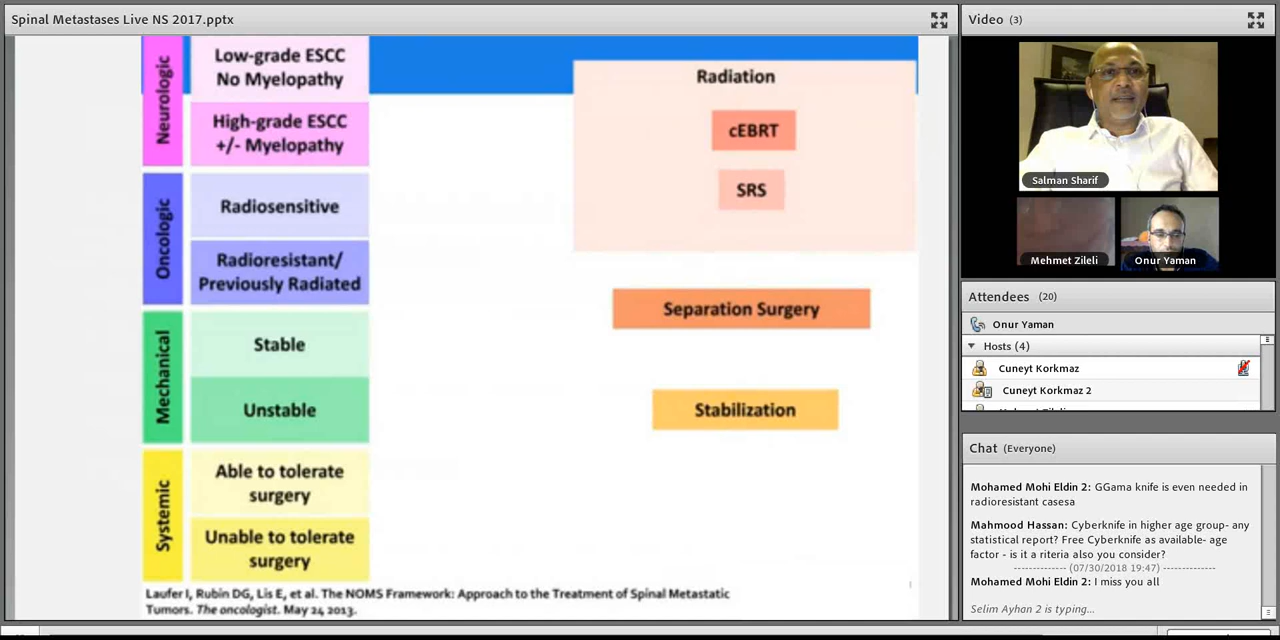 Spinal Metastases Live NS 2017.pptx
Neurologic
Low-grade ESCC
No Myelopathy
High-grade ESCC
+/- Myelopathy
Oncologic
Radiosensitive
Radioresistant/
Previously Radiated
Mechanical
Stable
Unstable
Systemic
Able to tolerate
surgery
Unable to tolerate
surgery
Radiation
cEBRT
SRS
Separation Surgery
Stabilization
Laufer I, Rubin DG, Lis E, et al. The NOMS Framework: Approach to the Treatment of Spinal Metastatic
Tumors. The oncologist. May 24 2013.
Video (3)
Salman Sharif
Mehmet Zileli
Onur Yaman
Attendees (20)
Onur Yaman
Hosts (4)
Cuneyt Korkmaz
Cuneyt Korkmaz 2
Chat (Everyone)
Mohamed Mohi Eldin 2: GGama knife is even needed in
radioresistant casesa
Mahmood Hassan: Cyberknife in higher age group- any
statistical report? Free Cyberknife as available- age
factor - is it a riteria also you consider?
-------------- (07/30/2018 19:47) --------------
Mohamed Mohi Eldin 2: I miss you all
Selim Ayhan 2 is typing...